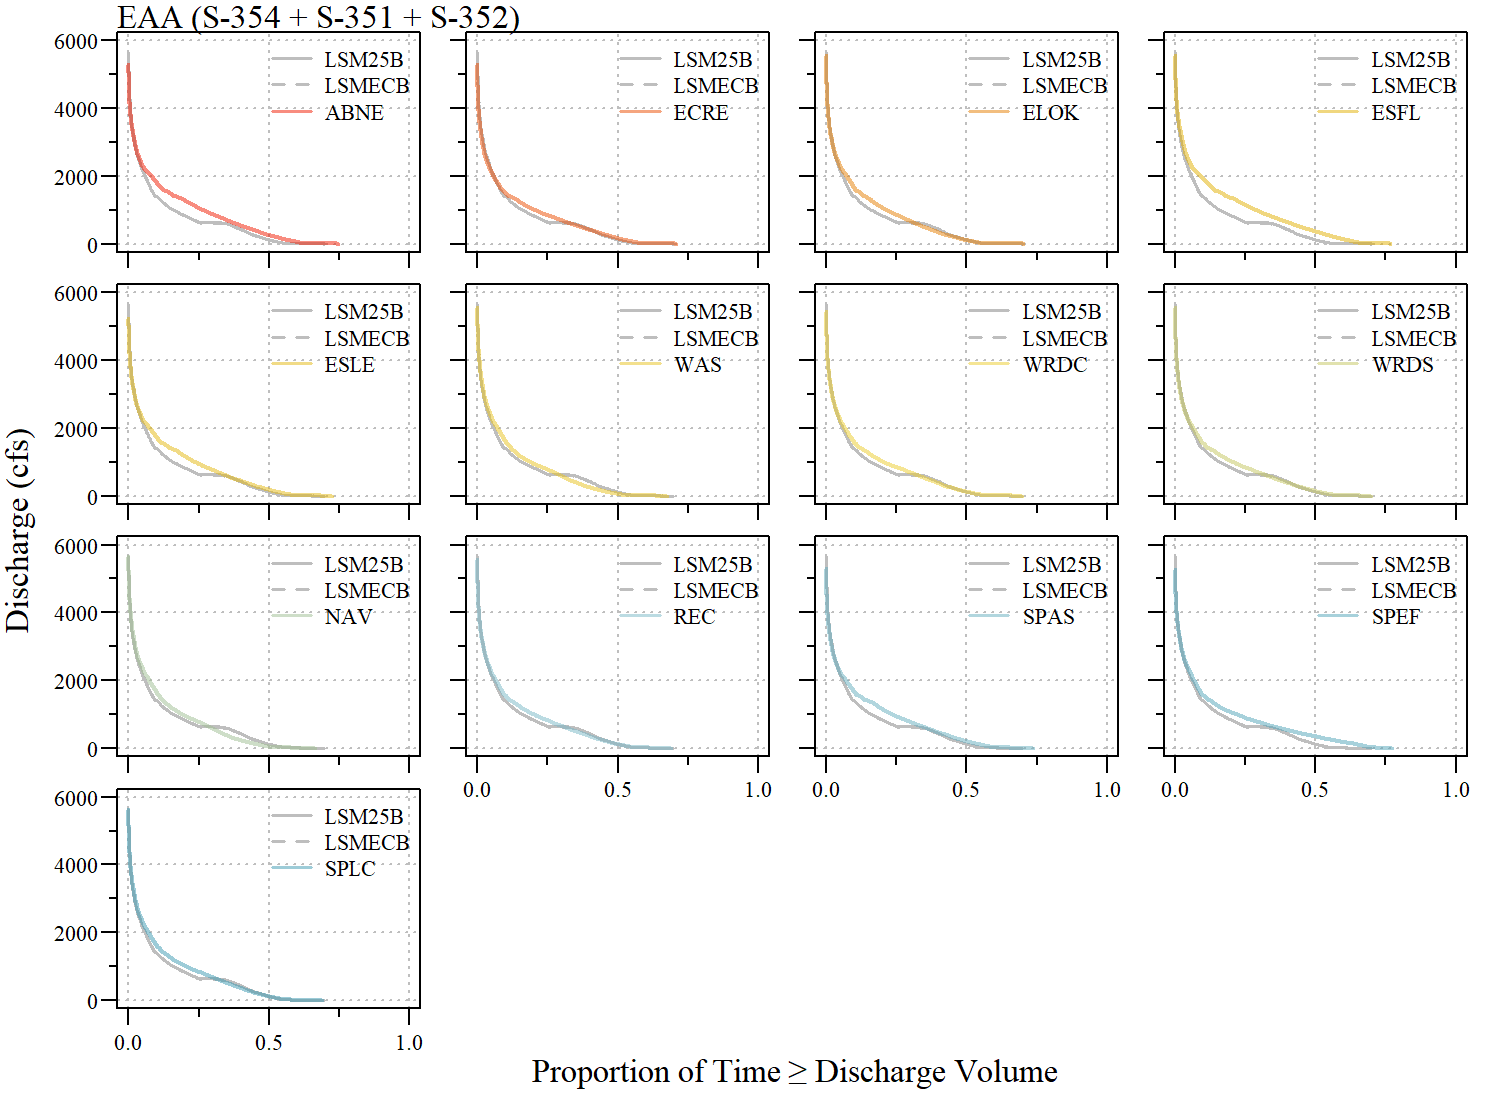 EAA (S-354 + S-351 + S-352)
Discharge (cfs)
6000
4000
2000
0
LSM25B
LSMECB
ABNE
LSM25B
LSMECB
ECRE
LSM25B
LSMECB
ELOK
LSM25B
LSMECB
ESFL
6000
4000
2000
0
LSM25B
LSMECB
ESLE
LSM25B
LSMECB
WAS
LSM25B
LSMECB
WRDC
LSM25B
LSMECB
WRDS
6000
4000
2000
0
LSM25B
LSMECB
NAV
LSM25B
LSMECB
REC
0.0 0.5 1.0
LSM25B
LSMECB
SPAS
0.0 0.5 1.0
LSM25B
LSMECB
SPEF
0.0 0.5 1.0
6000
4000
2000
0
LSM25B
LSMECB
SPLC
0.0 0.5 1.0
Proportion of Time ≥ Discharge Volume